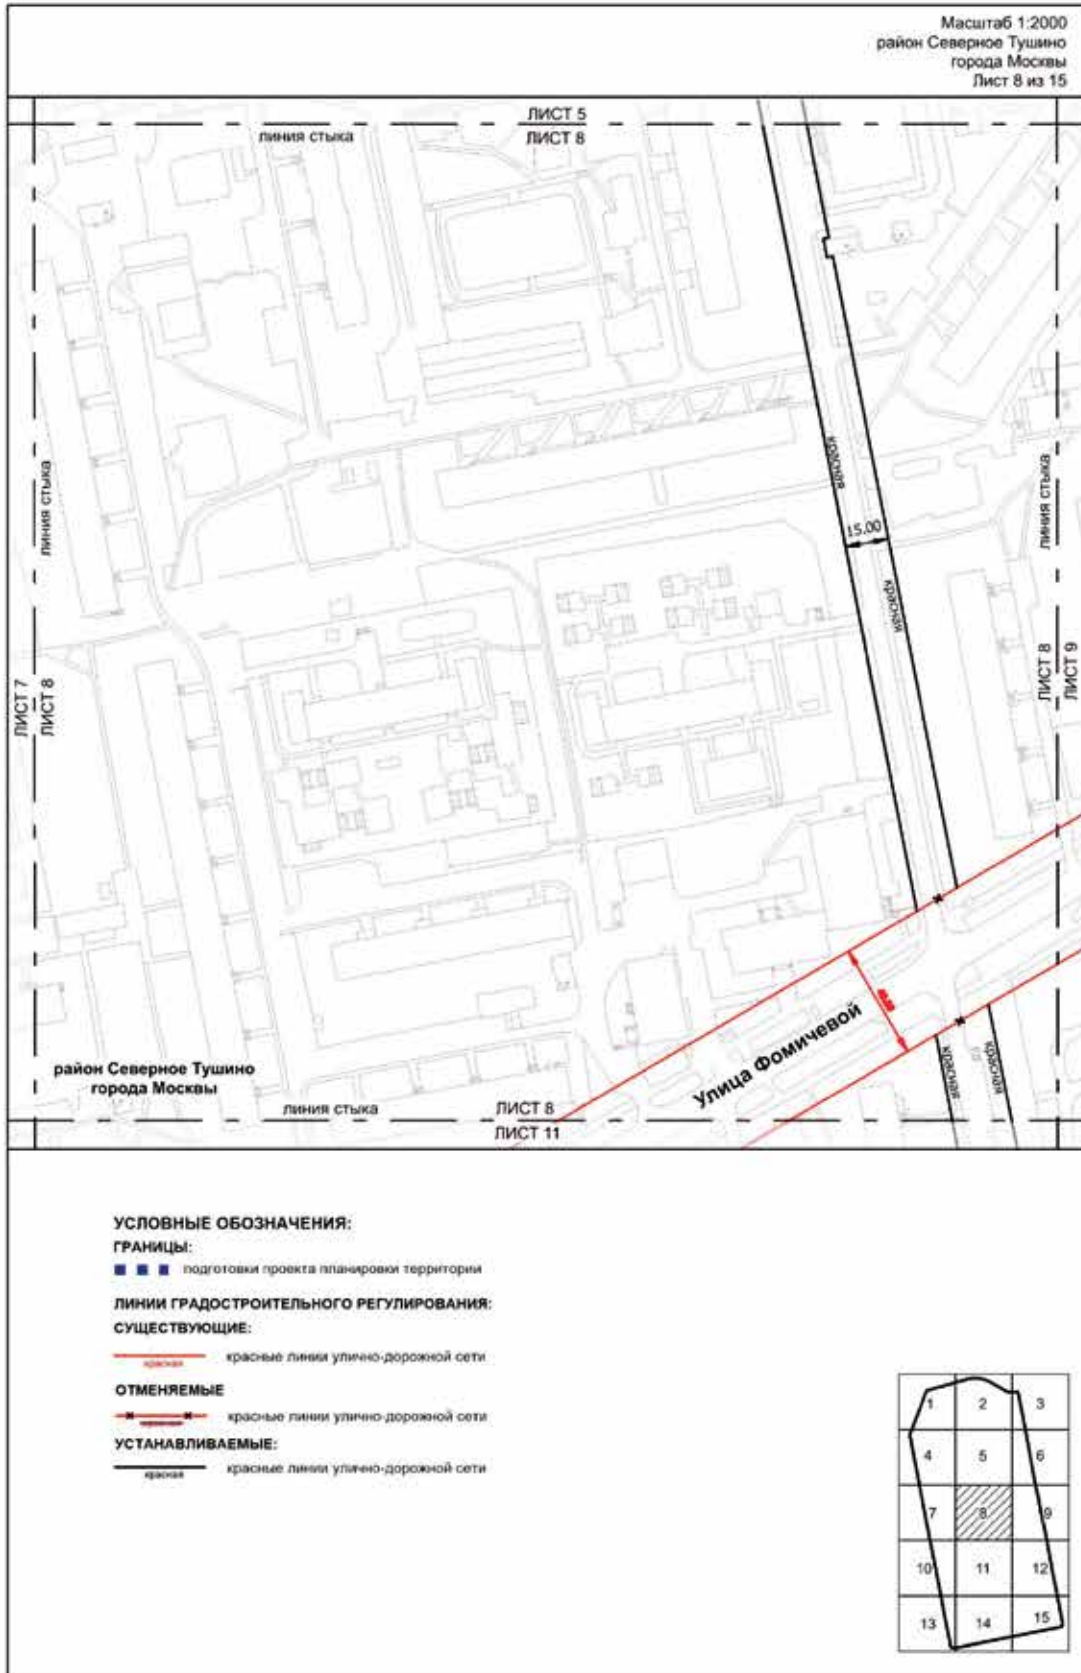 Масштаб 1:2000
район Северное Тушино
города Москвы
Лист 8 из 15
ЛИСТ 5
линия стыка
ЛИСТ 8
красная
линия стыка
линия стыка
15.00
красная
ЛИСТ 7
ЛИСТ 8
ЛИСТ 8
ЛИСТ 9
Улица Фомичевой
район Северное Тушино
города Москвы
красная
красная
линия стыка
ЛИСТ 8
ЛИСТ 11
УСЛОВНЫЕ ОБОЗНАЧЕНИЯ:
ГРАНИЦЫ:
подготовки проекта планировки территории
ЛИНИИ ГРАДОСТРОИТЕЛЬНОГО РЕГУЛИРОВАНИЯ:
СУЩЕСТВУЮЩИЕ:
красная
красные линии улично-дорожной сети
ОТМЕНЯЕМЫЕ
красная
красные линии улично-дорожной сети
УСТАНАВЛИВАЕМЫЕ:
красная
красные линии улично-дорожной сети
1 2 3
4 5 6
7 8 9
10 11 12
13 14 15